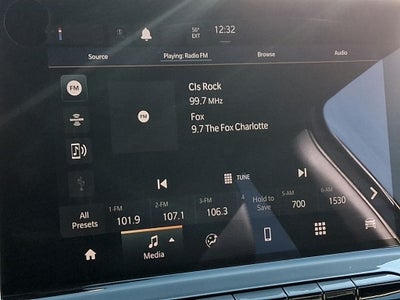 56°
EXT
12:32
Source
Playing: Radio FM
Browse
Audio
FM
Cls Rock
99.7 MHz
FM
Fox
9.7 The Fox Charlotte
TUNE
All
Presets
1-FM
101.9
2-FM
107.1
3-FM
106.3
4
Hold to
Save
5-AM
700
6-AM
1530
Media